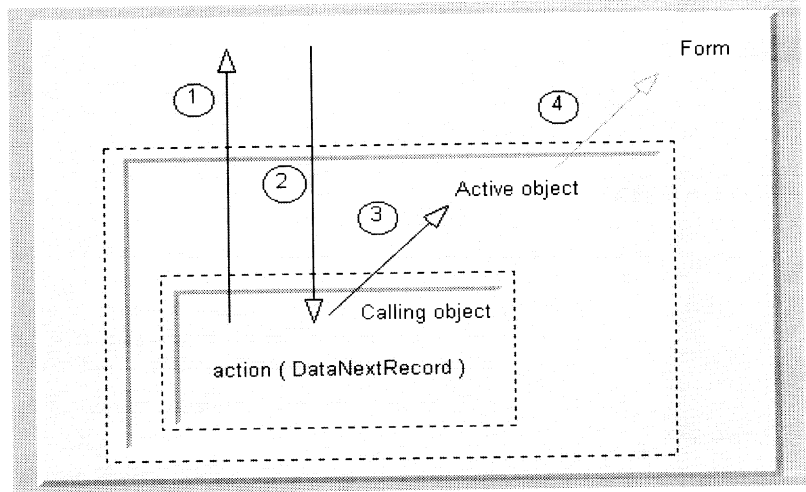 Form
1
4
2
Active object
3
Calling object
action ( DataNextRecord )